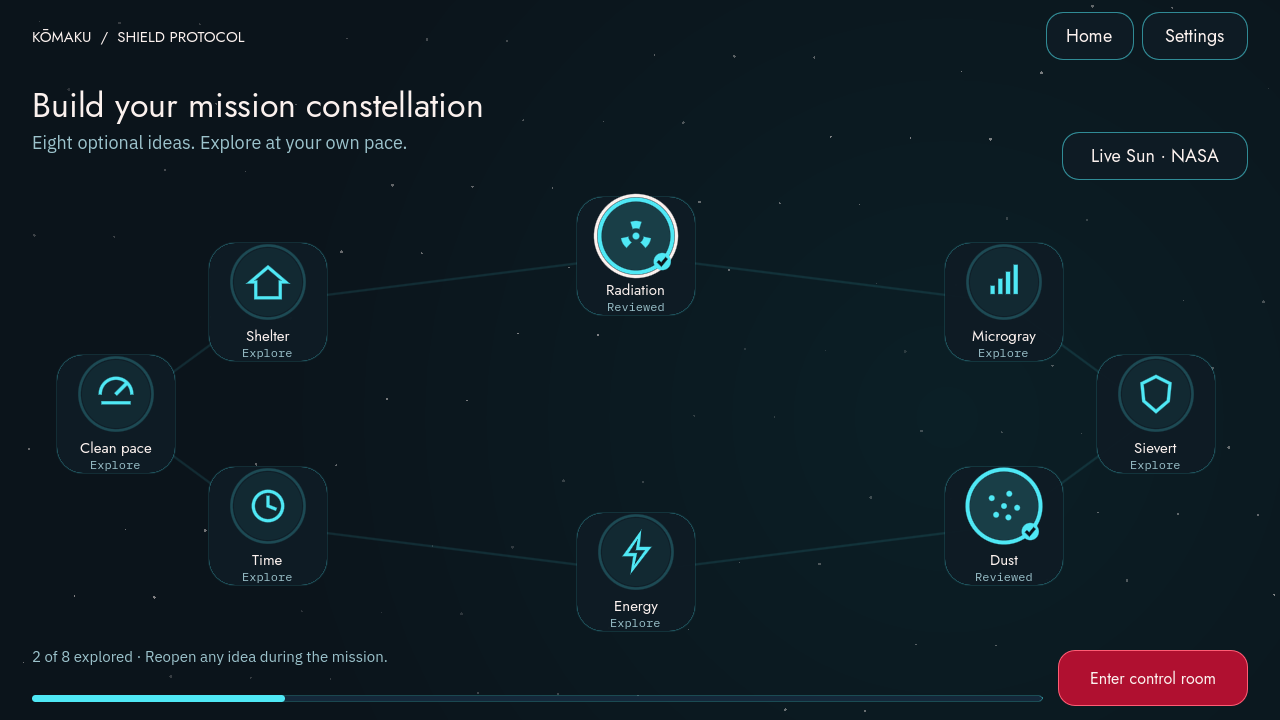 KŌMAKU / SHIELD PROTOCOL
Home
Settings
Build your mission constellation
Eight optional ideas. Explore at your own pace.
Live Sun · NASA
Radiation
Reviewed
Shelter
Explore
Microgray
Explore
Clean pace
Explore
Sievert
Explore
Time
Explore
Dust
Reviewed
Energy
Explore
2 of 8 explored · Reopen any idea during the mission.
Enter control room